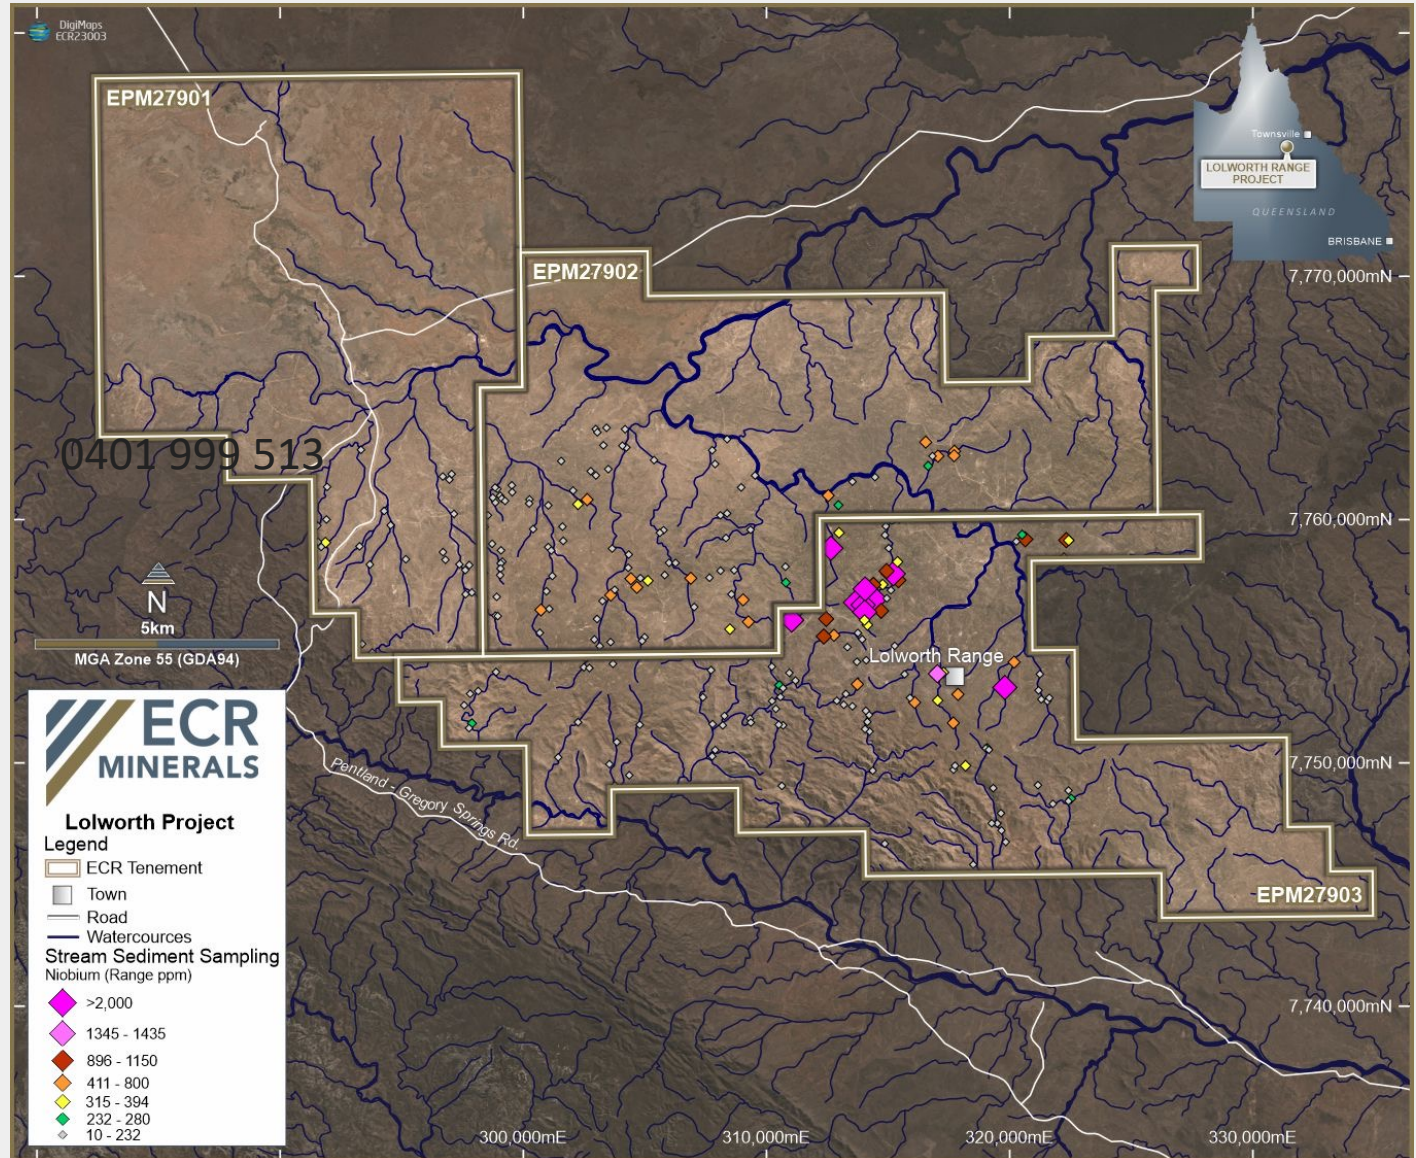 DigiMaps
ECR23003
EPM27901
Townsville
LOLWORTH RANGE
PROJECT
QUEENSLAND
BRISBANE
EPM27902
7,770,000mN
0401 999 513
7,760,000mN
N
5km
MGA Zone 55 (GDA94)
Lolworth Range
ECR
MINERALS
7,750,000mN
Pentland - Gregory Springs Rd.
Lolworth Project
Legend
ECR Tenement
Town
Road
Watercources
Stream Sediment Sampling
Niobium (Range ppm)
>2,000
1345 - 1435
896 - 1150
411 - 800
315 - 394
232 - 280
10 - 232
EPM27903
7,740,000mN
300,000mE
310,000mE
320,000mE
330,000mE